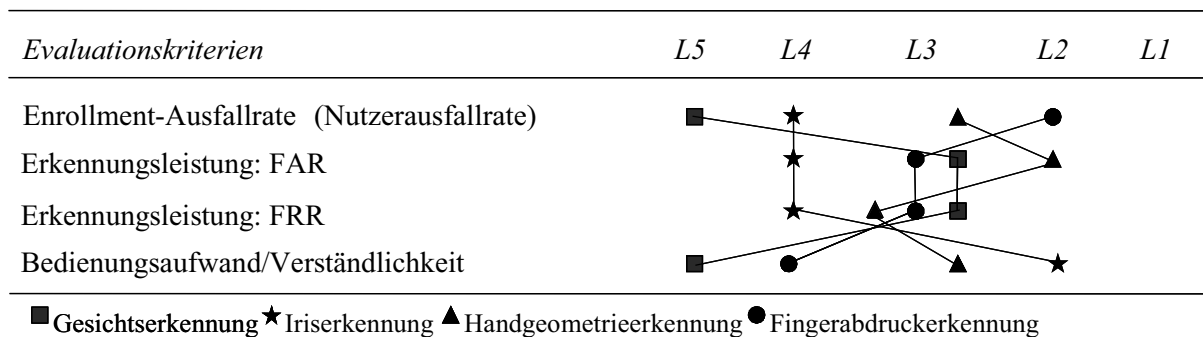 Evaluationskriterien L5 L4 L3 L2 L1
Enrollment-Ausfallrate (Nutzerausfallrate)
Erkennungsleistung: FAR
Erkennungsleistung: FRR
Bedienungsaufwand/Verständlichkeit
Gesichtserkennung Iriserkennung Handgeometrieerkennung Fingerabdruckerkennung